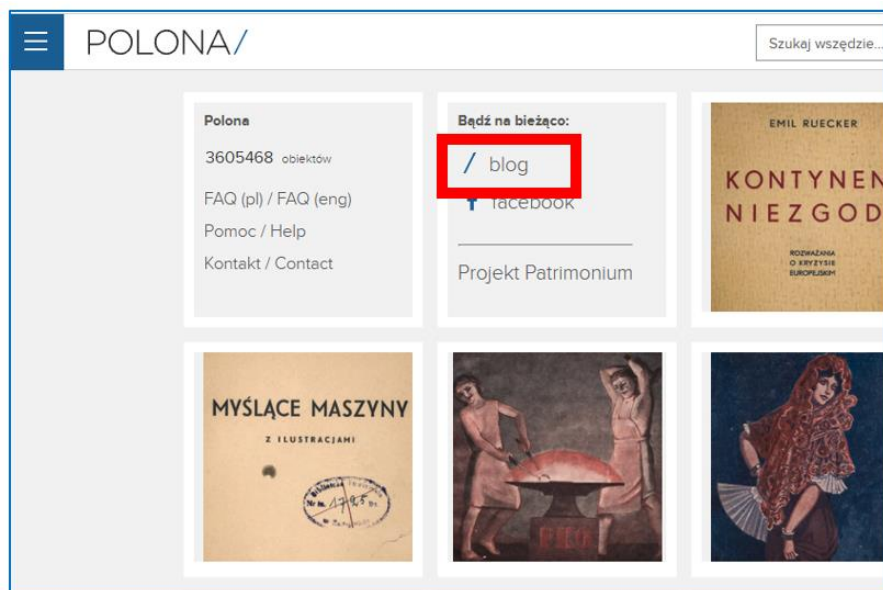 POLONA/
Szukaj wszędzie...
Polona
3605468 obiektów
FAQ (pl) / FAQ (eng)
Pomoc / Help
Kontakt / Contact
Bądź na bieżąco:
/ blog
facebook
Projekt Patrimonium
EMIL RUECKER
KONTYNEN
NIEZGOD
ROZWAŻANIA
O KRYZYSIE
EUROPEJSKIM
MYŚLĄCE MASZYNY
Z ILUSTRACJAMI